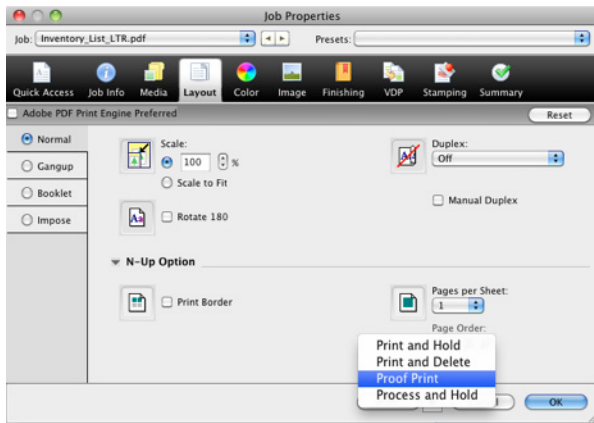 Job Properties
Job: Inventory_List_LTR.pdf Presets:
Quick Access Job Info Media Layout Color Image Finishing VDP Stamping Summary
Adobe PDF Print Engine Preferred Reset
Normal
Gangup
Booklet
Impose
Scale:
100 %
Scale to Fit
Rotate 180
Duplex:
Off
Manual Duplex
N-Up Option
Print Border
Pages per Sheet:
1
Page Order:
Print and Hold
Print and Delete
Proof Print
Process and Hold
OK